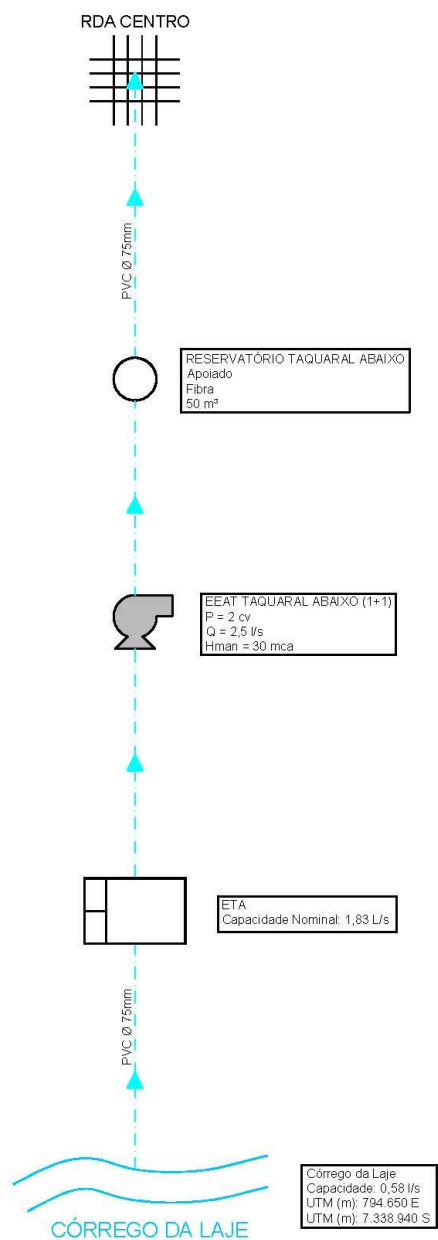 RDA CENTRO
PVC Ø 75mm
RESERVATÓRIO TAQUARAL ABAIXO
Apoiado
Fibra
50 m³
EEAT TAQUARAL ABAIXO (1+1)
P = 2 cv
Q = 2,5 l/s
Hman = 30 mca
ETA
Capacidade Nominal: 1,83 L/s
PVC Ø 75mm
Córrego da Laje
Capacidade: 0,58 l/s
UTM (m): 794.650 E
UTM (m): 7.338.940 S
CÓRREGO DA LAJE